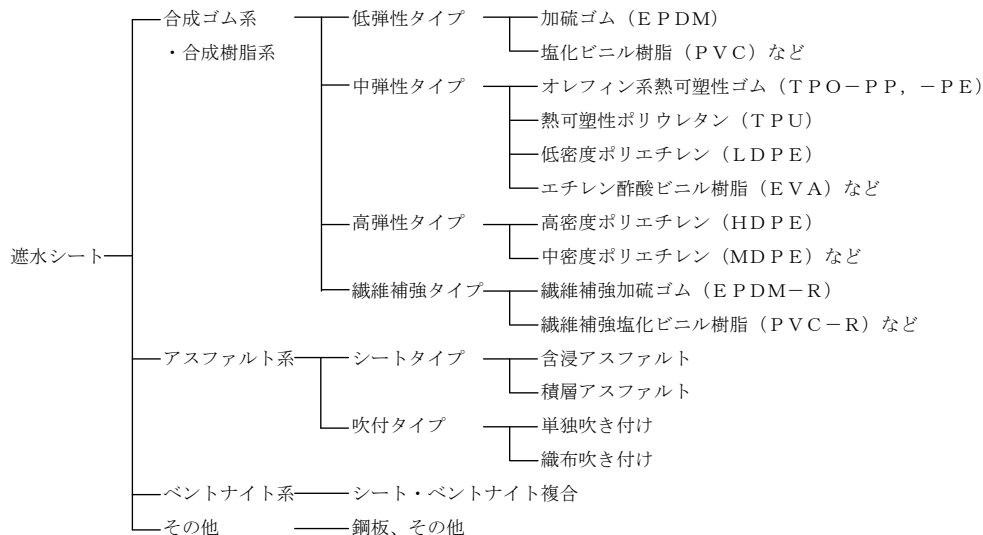 合成ゴム系 低弾性タイプ 加硫ゴム（ＥＰＤＭ）
・合成樹脂系 塩化ビニル樹脂（ＰＶＣ）など
中弾性タイプ オレフィン系熱可塑性ゴム（ＴＰＯ－ＰＰ，－ＰＥ）
熱可塑性ポリウレタン（ＴＰＵ）
低密度ポリエチレン（ＬＤＰＥ）
エチレン酢酸ビニル樹脂（ＥＶＡ）など
高弾性タイプ 高密度ポリエチレン（ＨＤＰＥ）
遮水シート 中密度ポリエチレン（ＭＤＰＥ）など
繊維補強タイプ 繊維補強加硫ゴム（ＥＰＤＭ－Ｒ）
繊維補強塩化ビニル樹脂（ＰＶＣ－Ｒ）など
アスファルト系 シートタイプ 含浸アスファルト
積層アスファルト
吹付タイプ 単独吹き付け
織布吹き付け
ベントナイト系 シート・ベントナイト複合
その他 鋼板、その他